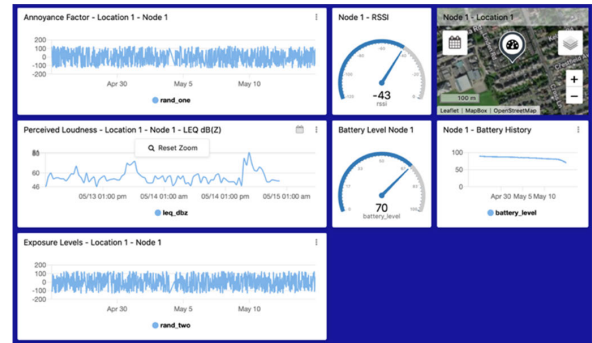 Annoyance Factor - Location 1 - Node 1
200
100
0
-100
-200
Apr 30 May 5 May 10
rand_one
Node 1 - RSSI
-43
rssi
Node 1 - Location 1
100 m
+
−
Leaflet | MapBox | OpenStreetMap
Perceived Loudness - Location 1 - Node 1 - LEQ dB(Z)
Reset Zoom
80
60
46
05/13 01:00 pm 05/14 01:00 am 05/14 01:00 pm 05/15 01:00 am
leq_dbz
Battery Level Node 1
70
battery_level
Node 1 - Battery History
100
50
0
Apr 30 May 5 May 10
battery_level
Exposure Levels - Location 1 - Node 1
200
100
0
-100
-200
Apr 30 May 5 May 10
rand_two